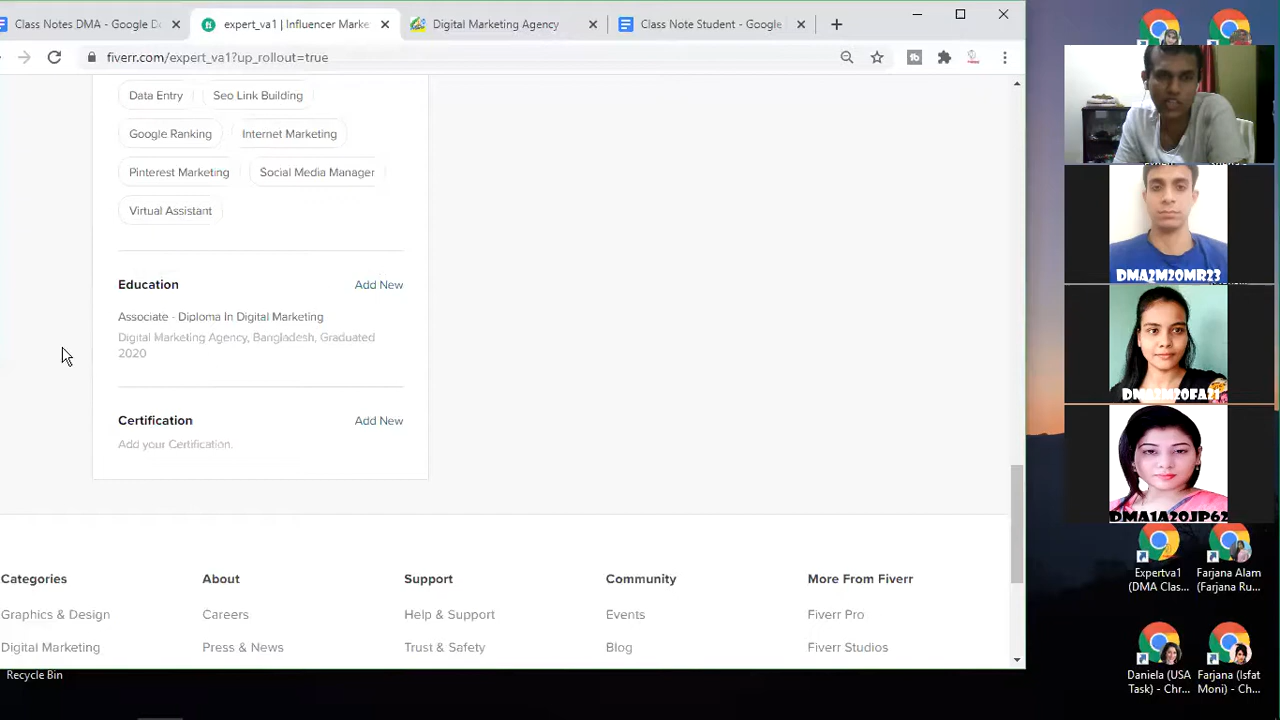 Class Notes DMA - Google Do
expert_va1 | Influencer Marke
Digital Marketing Agency
Class Note Student - Google
fiverr.com/expert_va1?up_rollout=true
Data Entry
Seo Link Building
Google Ranking
Internet Marketing
Pinterest Marketing
Social Media Manager
Virtual Assistant
Education
Add New
Associate - Diploma In Digital Marketing
Digital Marketing Agency, Bangladesh, Graduated
2020
Certification
Add New
Add your Certification.
Categories
About
Support
Community
More From Fiverr
Graphics & Design
Careers
Help & Support
Events
Fiverr Pro
Digital Marketing
Press & News
Trust & Safety
Blog
Fiverr Studios
Recycle Bin
DMA2M20MR23
DMA2M20FA21
DMA1A20JP62
Expertva1
(DMA Clas...
Farjana Alam
(Farjana Ru...
Daniela (USA
Task) - Chr...
Farjana (Isfat
Moni) - Ch...